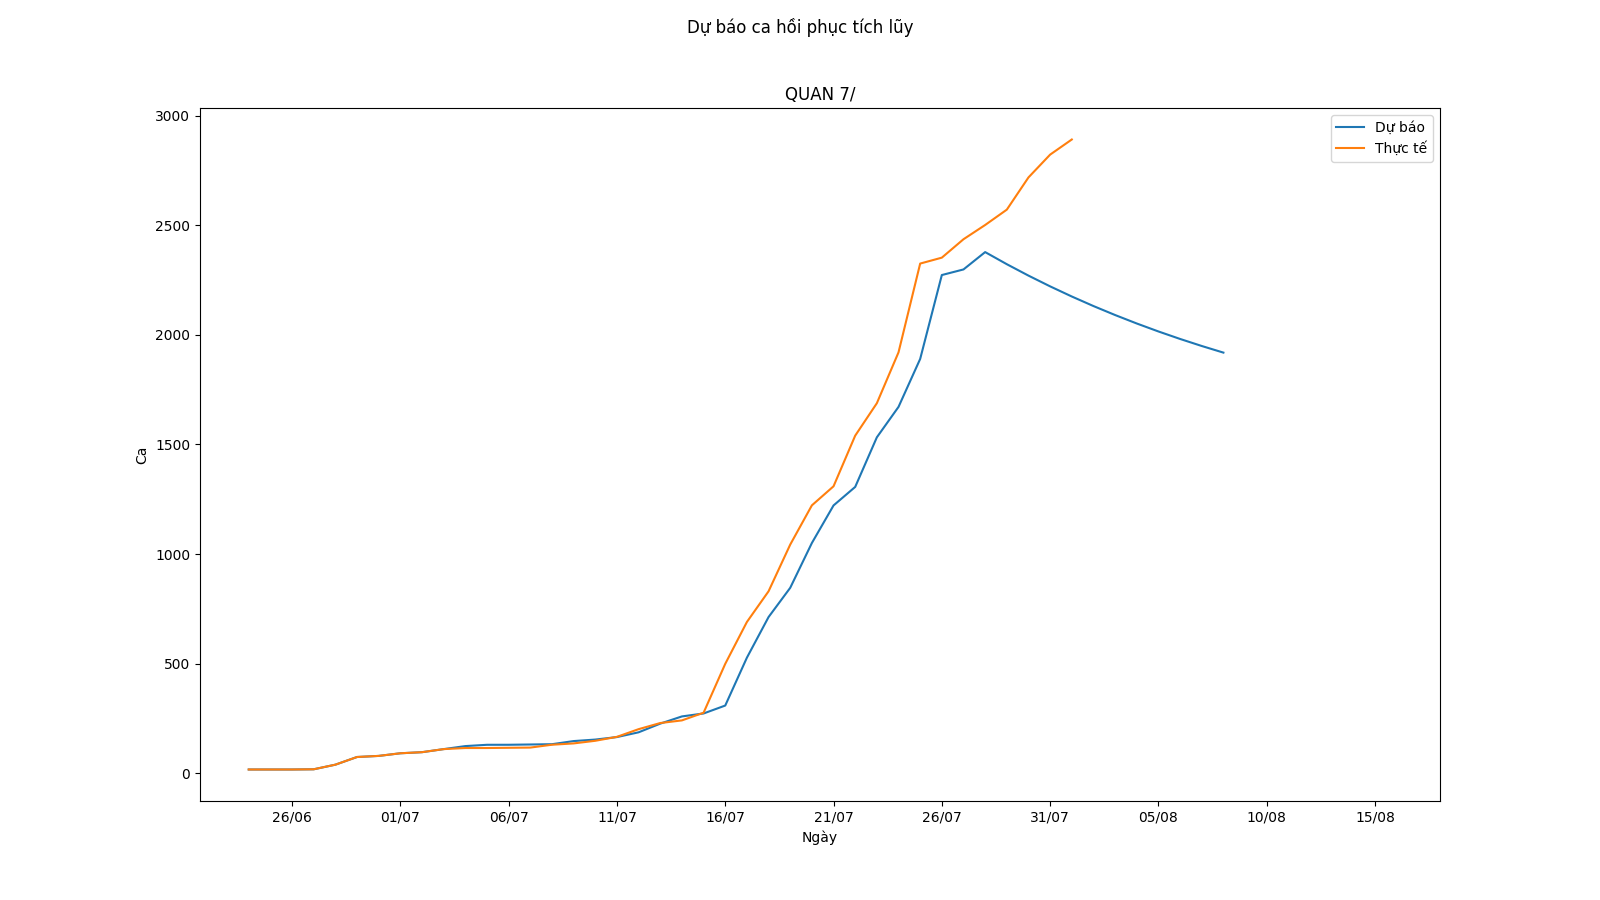 Dự báo ca hồi phục tích lũy
QUAN 7/
3000
2500
2000
1500
1000
500
0
Ca
Dự báo
Thực tế
26/06 01/07 06/07 11/07 16/07 21/07 26/07 31/07 05/08 10/08 15/08
Ngày